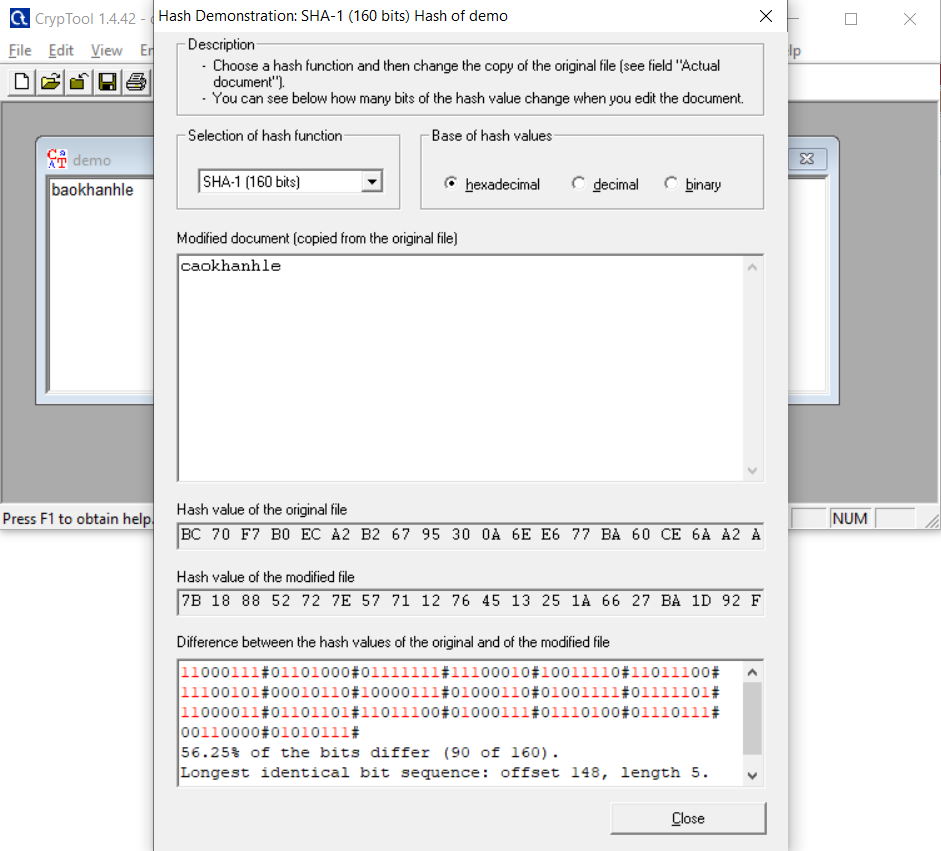 CrypTool 1.4.42 -
Hash Demonstration: SHA-1 (160 bits) Hash of demo
File Edit View
Description
- Choose a hash function and then change the copy of the original file (see field "Actual
document").
- You can see below how many bits of the hash value change when you edit the document.
Selection of hash function
Base of hash values
SHA-1 (160 bits)
hexadecimal
decimal
binary
demo
baokhanhle
Modified document (copied from the original file)
caokhanhle
Hash value of the original file
Press F1 to obtain help.
NUM
BC 70 F7 B0 EC A2 B2 67 95 30 0A 6E E6 77 BA 60 CE 6A A2 A
Hash value of the modified file
7B 18 88 52 72 7E 57 71 12 76 45 13 25 1A 66 27 BA 1D 92 F
Difference between the hash values of the original and of the modified file
11000111#01101000#01111111#11100010#10011110#11011100#
11100101#00010110#10000111#01000110#01001111#01111101#
11000011#01101101#11011100#01000111#01110100#01110111#
00110000#01010111#
56.25% of the bits differ (90 of 160).
Longest identical bit sequence: offset 148, length 5.
Close